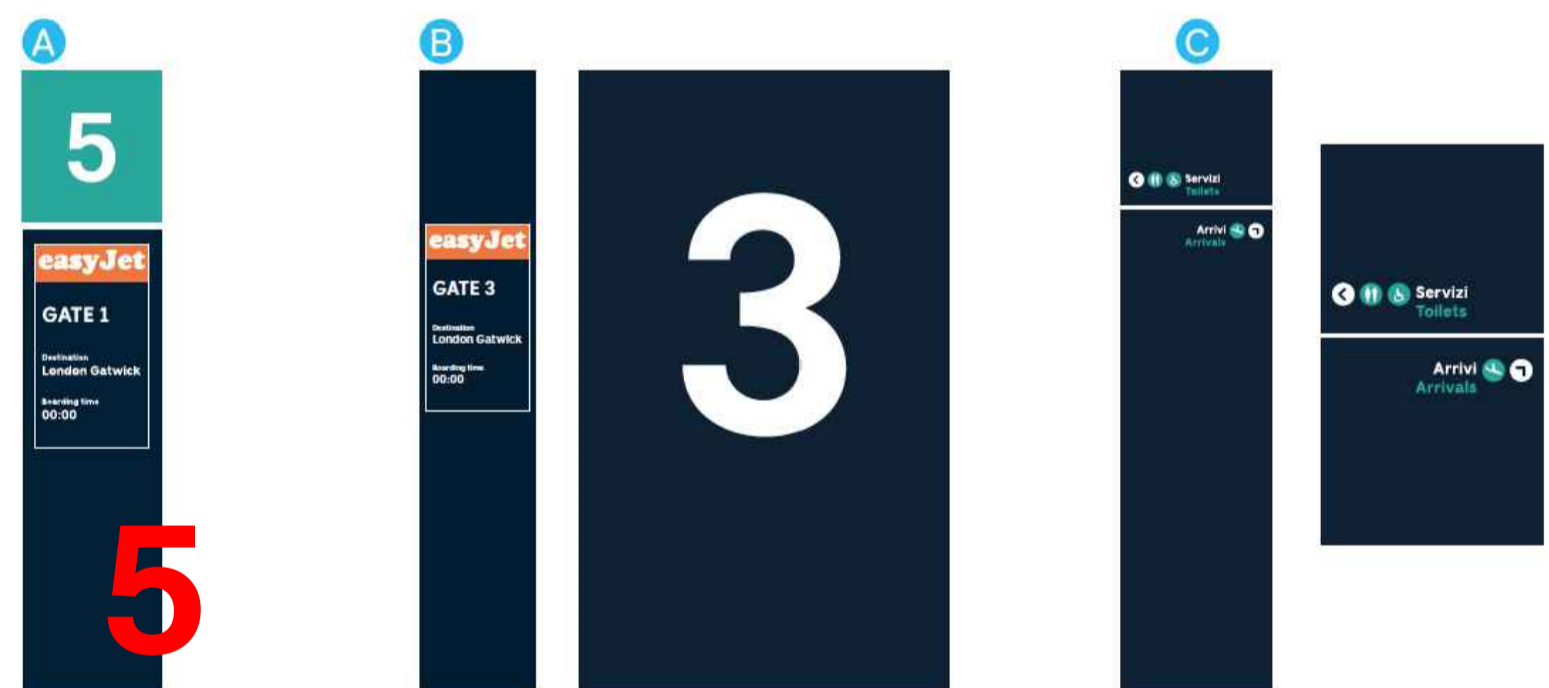 A
5
easyJet
GATE 1
Destination
London Gatwick
Boarding time
00:00
5
B
easyJet
GATE 3
Destination
London Gatwick
Boarding time
00:00
3
C
Servizi
Toilets
Arrivi
Arrivals
Servizi
Toilets
Arrivi
Arrivals